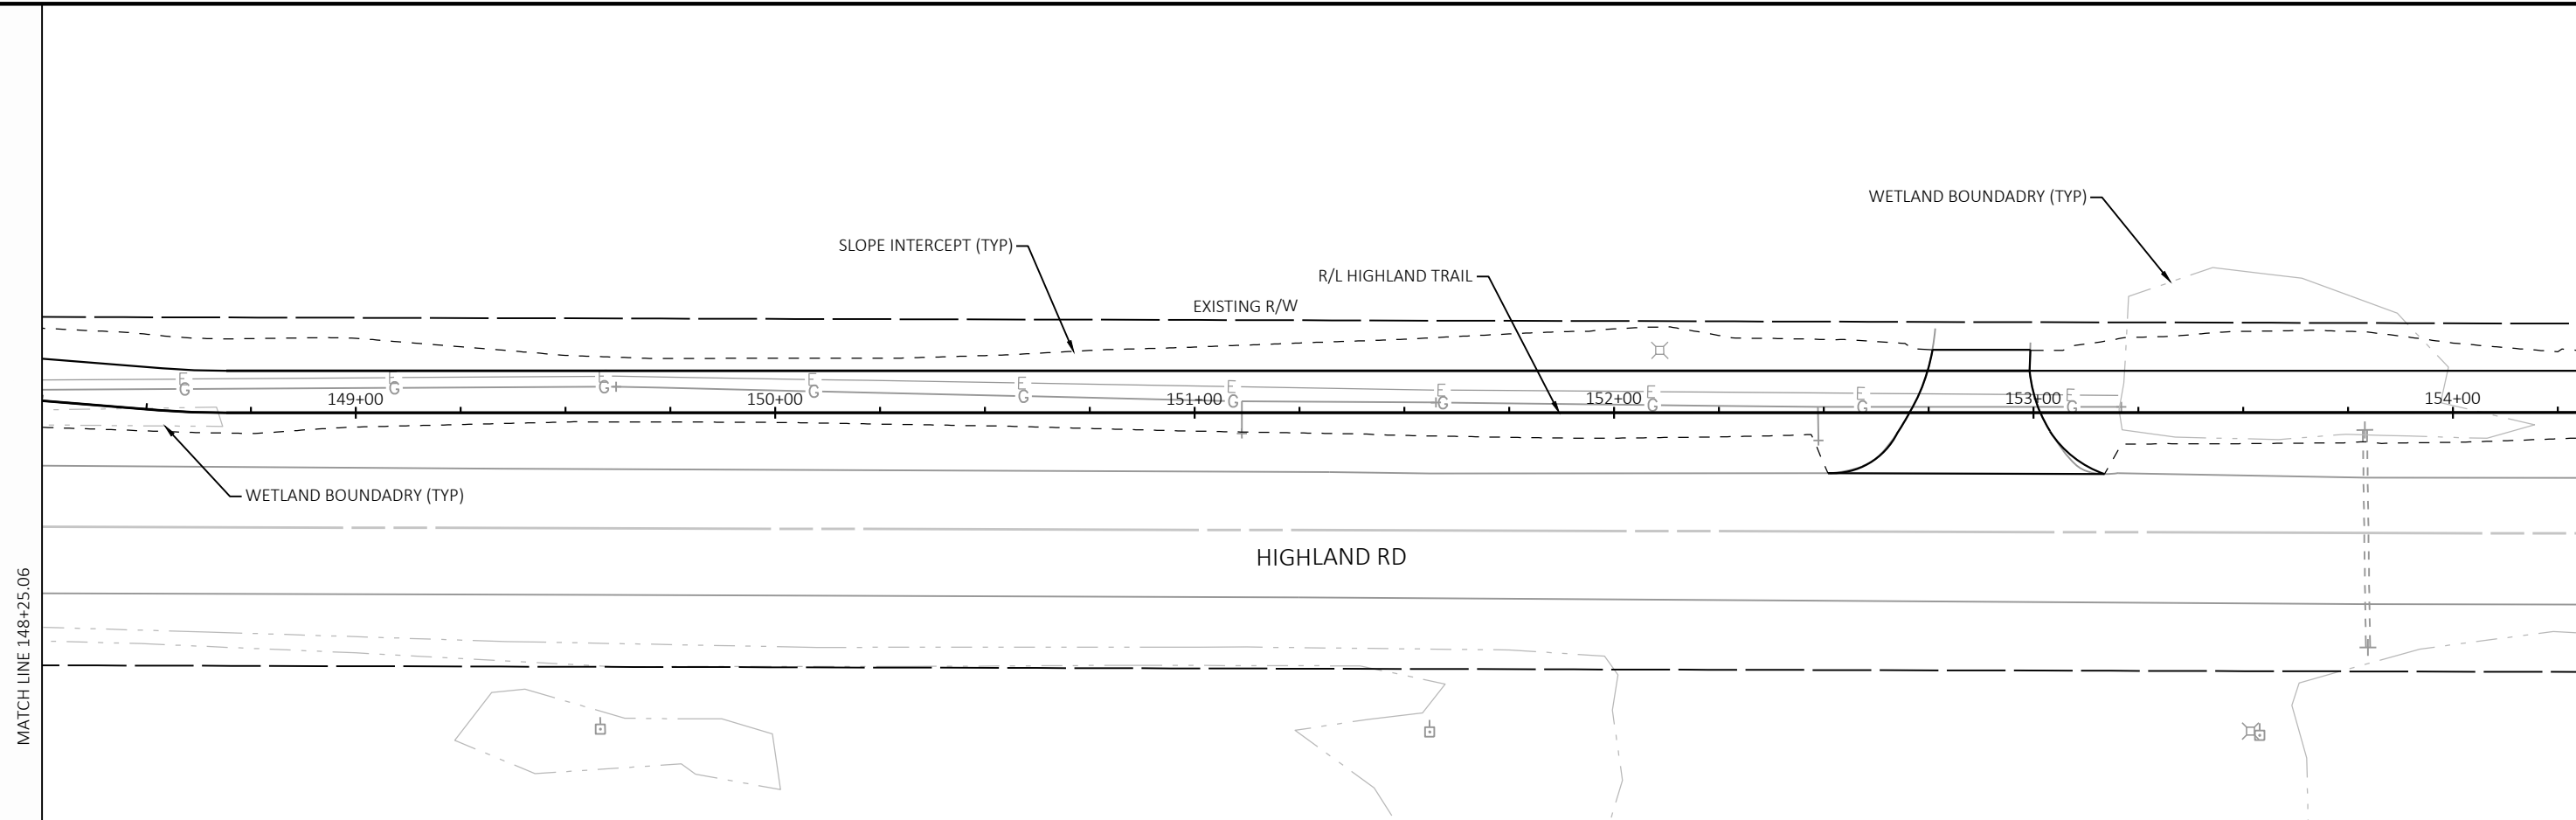 WETLAND BOUNDADRY (TYP)
SLOPE INTERCEPT (TYP)
R/L HIGHLAND TRAIL
EXISTING R/W
E E E E E E E E E E
G G G G G G G G G G
149+00 150+00 151+00 152+00 153+00 154+00
WETLAND BOUNDADRY (TYP)
HIGHLAND RD
MATCH LINE 148+25.06